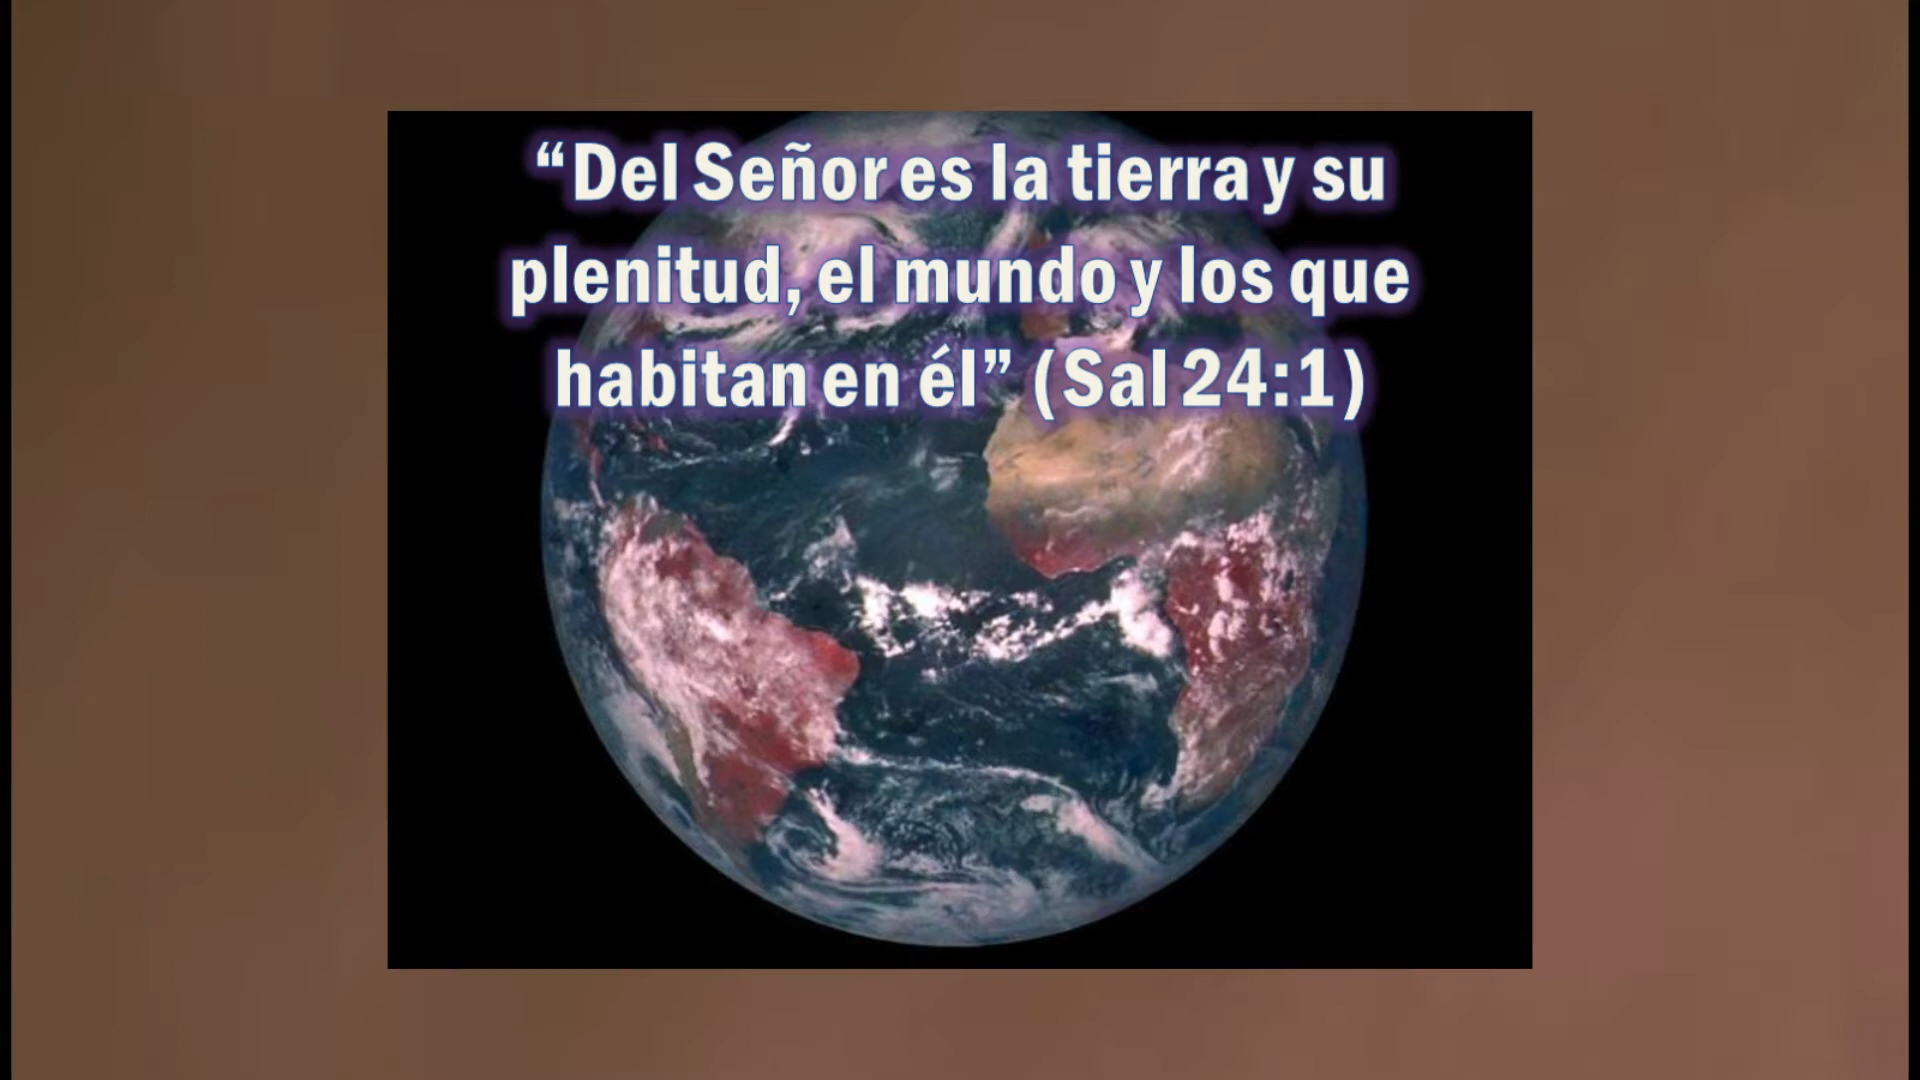 “Del Señor es la tierra y su
plenitud, el mundo y los que
habitan en él” (Sal 24:1)